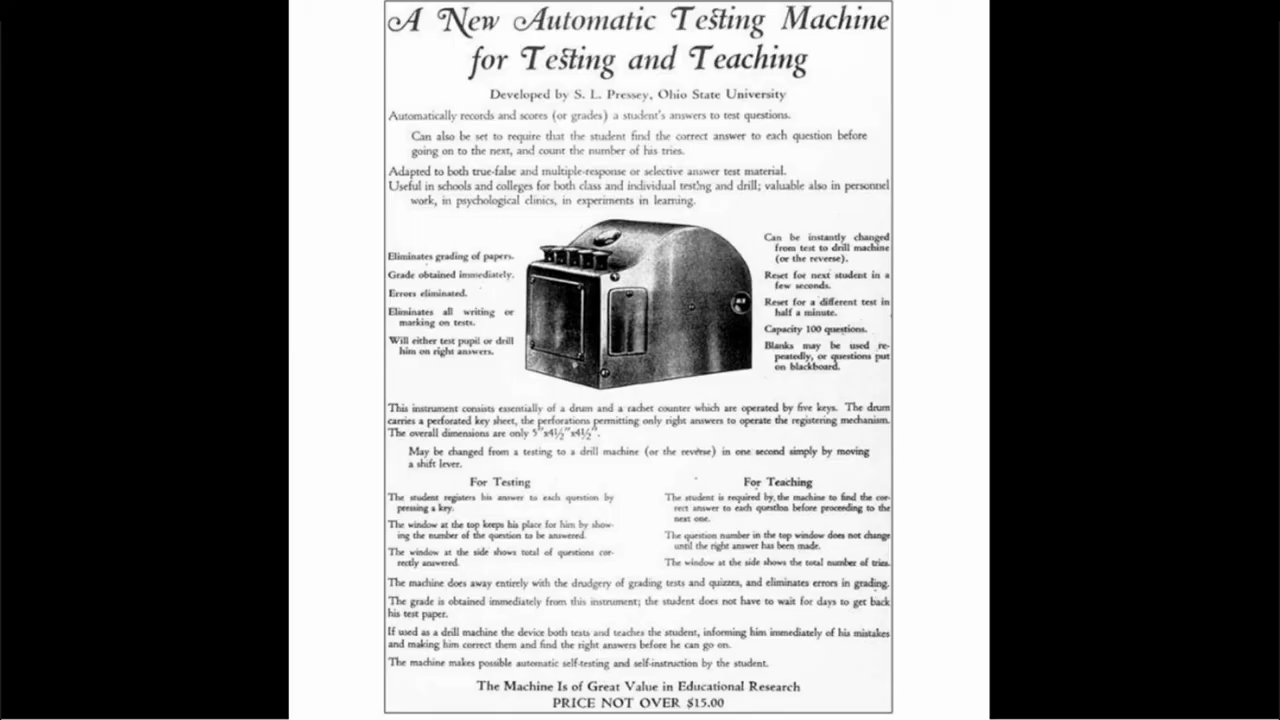 A New Automatic Testing Machine
for Testing and Teaching
Developed by S. L. Pressey, Ohio State University
Automatically records and scores (or grades) a student's answers to test questions.
Can also be set to require that the student find the correct answer to each question before
going on to the next, and count the number of his tries.
Adapted to both true-false and multiple-response or selective answer test material.
Useful in schools and colleges for both class and individual testing and drill; valuable also in personnel
work, in psychological clinics, in experiments in learning.
Eliminates grading of papers.
Grade obtained immediately.
Errors eliminated.
Eliminates all writing or
marking on tests.
Will either test pupil or drill
him on right answers.
Can be instantly changed
from test to drill machine
(or the reverse).
Reset for next student in a
few seconds.
Reset for a different test in
half a minute.
Capacity 100 questions.
Blanks may be used re-
peatedly, or questions put
on blackboard.
This instrument consists essentially of a drum and a rachet counter which are operated by five keys. The drum
carries a perforated key sheet, the perforations permitting only right answers to operate the registering mechanism.
The overall dimensions are only 5"x4½"x4½".
May be changed from a testing to a drill machine (or the reverse) in one second simply by moving
a shift lever.
For Testing
The student registers his answer to each question by
pressing a key.
The window at the top keeps his place for him by show-
ing the number of the question to be answered.
The window at the side shows total of questions cor-
rectly answered.
For Teaching
The student is required by the machine to find the cor-
rect answer to each question before proceeding to the
next one.
The question number in the top window does not change
until the right answer has been made.
The window at the side shows the total number of tries.
The machine does away entirely with the drudgery of grading tests and quizzes, and eliminates errors in grading.
The grade is obtained immediately from this instrument; the student does not have to wait for days to get back
his test paper.
If used as a drill machine the device both tests and teaches the student, informing him immediately of his mistakes
and making him correct them and find the right answers before he can go on.
The machine makes possible automatic self-testing and self-instruction by the student.
The Machine Is of Great Value in Educational Research
PRICE NOT OVER $15.00